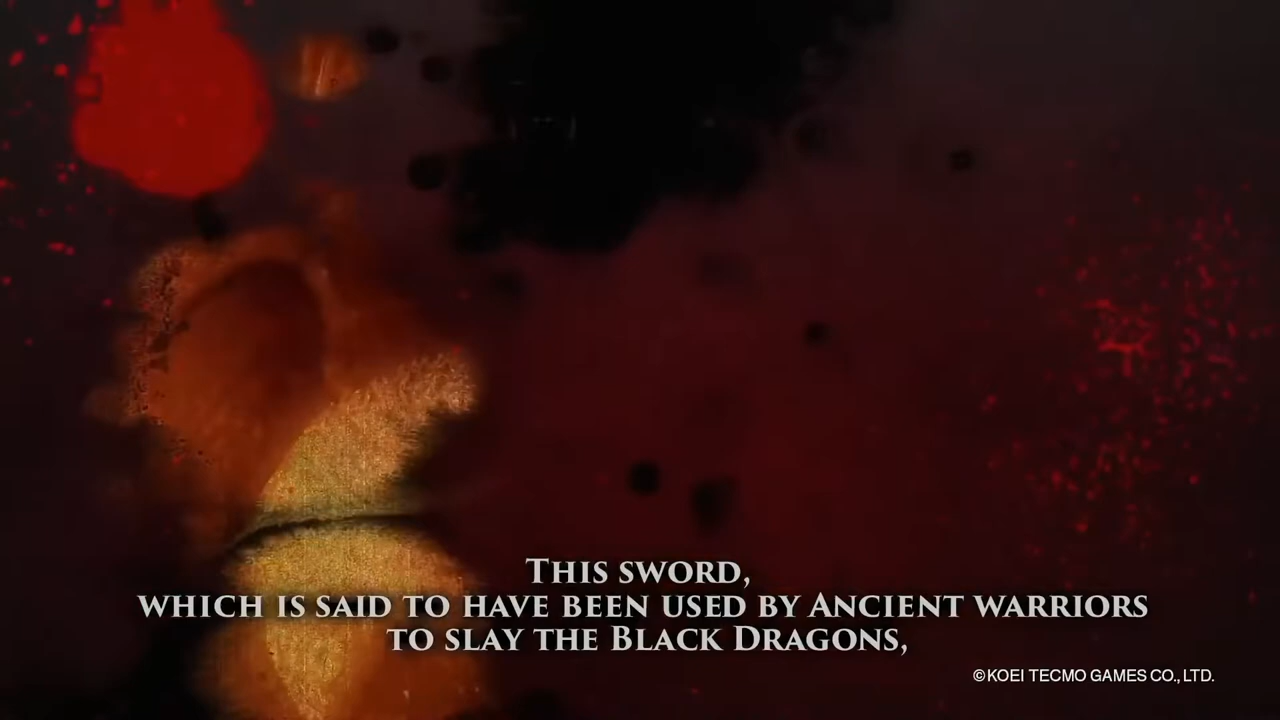 This sword,
which is said to have been used by Ancient warriors
to slay the Black Dragons,
©KOEI TECMO GAMES CO., LTD.